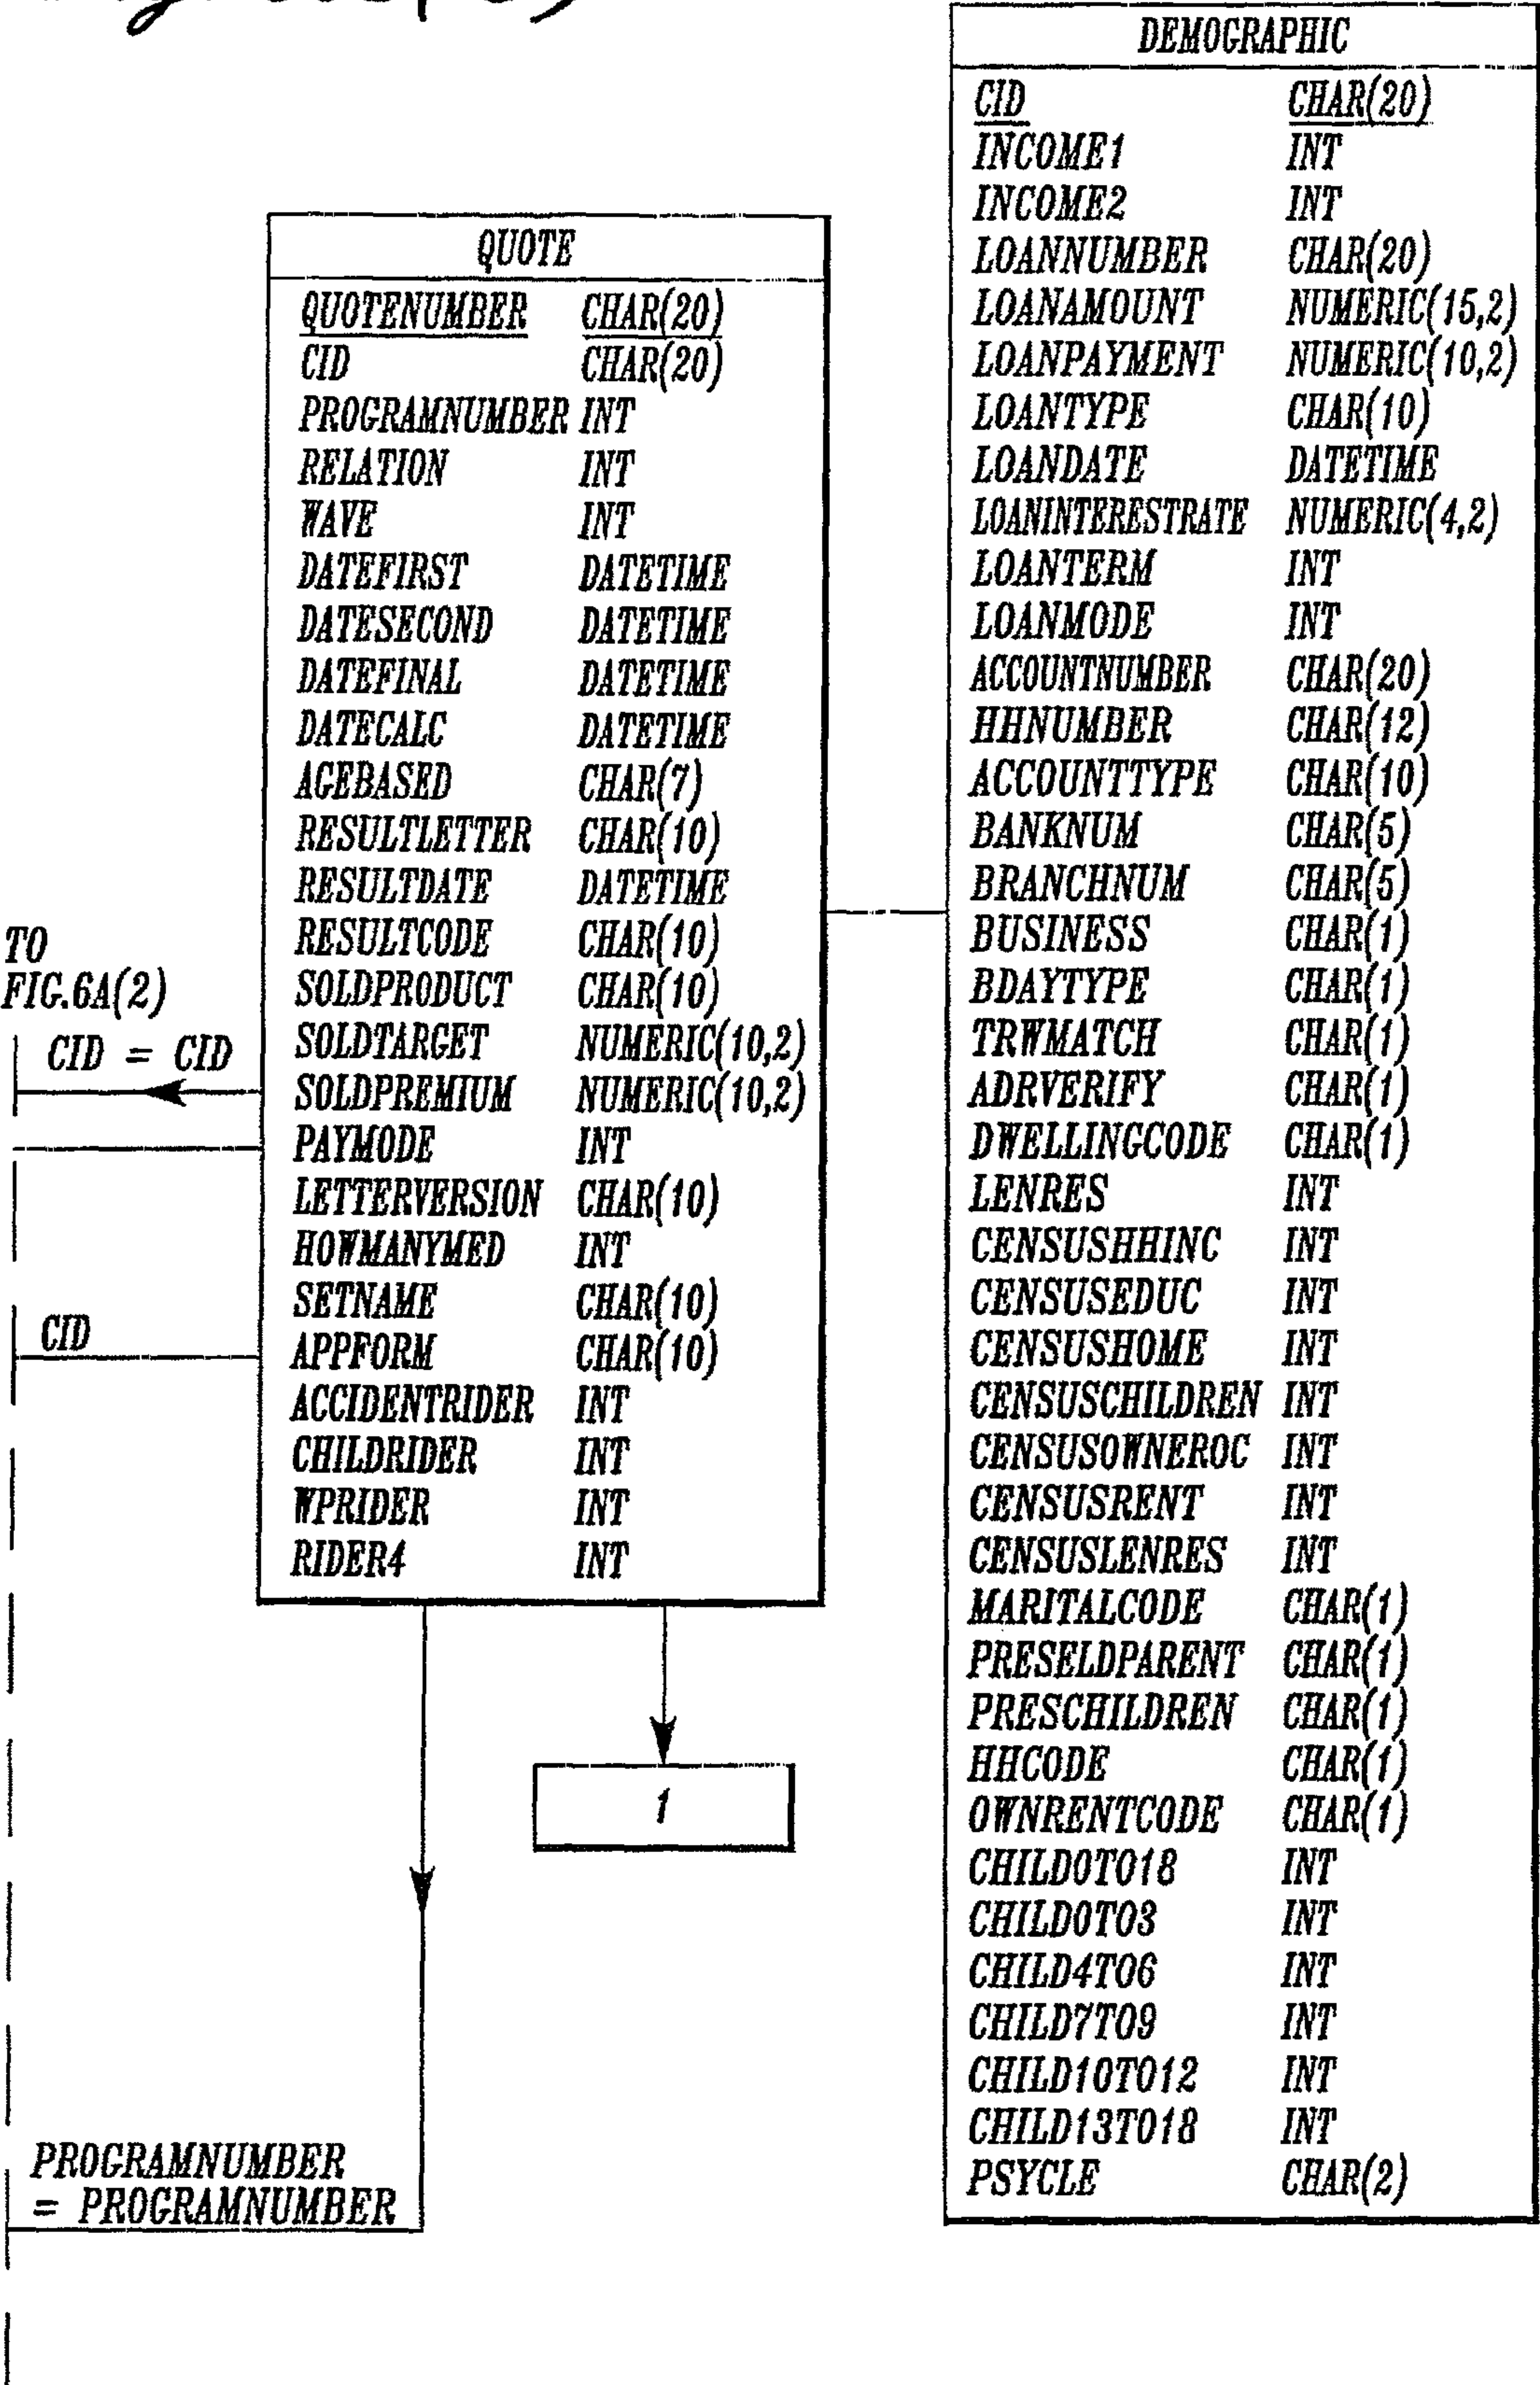 QUOTE
QUOTENUMBER CHAR(20)
CID CHAR(20)
PROGRAMNUMBER INT
RELATION INT
WAVE INT
DATEFIRST DATETIME
DATESECOND DATETIME
DATEFINAL DATETIME
DATECALC DATETIME
AGEBASED CHAR(7)
RESULTLETTER CHAR(10)
RESULTDATE DATETIME
RESULTCODE CHAR(10)
SOLDPRODUCT CHAR(10)
SOLDTARGET NUMERIC(10,2)
SOLDPREMIUM NUMERIC(10,2)
PAYMODE INT
LETTERVERSION CHAR(10)
HOWMANYMED INT
SETNAME CHAR(10)
APPFORM CHAR(10)
ACCIDENTRIDER INT
CHILDRIDER INT
WPRIDER INT
RIDER4 INT
TO
FIG.6A(2)
CID = CID
CID
1
PROGRAMNUMBER
= PROGRAMNUMBER
DEMOGRAPHIC
CID CHAR(20)
INCOME1 INT
INCOME2 INT
LOANNUMBER CHAR(20)
LOANAMOUNT NUMERIC(15,2)
LOANPAYMENT NUMERIC(10,2)
LOANTYPE CHAR(10)
LOANDATE DATETIME
LOANINTERESTRATE NUMERIC(4,2)
LOANTERM INT
LOANMODE INT
ACCOUNTNUMBER CHAR(20)
HHNUMBER CHAR(12)
ACCOUNTTYPE CHAR(10)
BANKNUM CHAR(5)
BRANCHNUM CHAR(5)
BUSINESS CHAR(1)
BDAYTYPE CHAR(1)
TRWMATCH CHAR(1)
ADRVERIFY CHAR(1)
DWELLINGCODE CHAR(1)
LENRES INT
CENSUSHHINC INT
CENSUSEDUC INT
CENSUSHOME INT
CENSUSCHILDREN INT
CENSUSOWNEROC INT
CENSUSRENT INT
CENSUSLENRES INT
MARITALCODE CHAR(1)
PRESELDPARENT CHAR(1)
PRESCHILDREN CHAR(1)
HHCODE CHAR(1)
OWNRENTCODE CHAR(1)
CHILD0TO18 INT
CHILD0TO3 INT
CHILD4TO6 INT
CHILD7TO9 INT
CHILD10TO12 INT
CHILD13TO18 INT
PSYCLE CHAR(2)